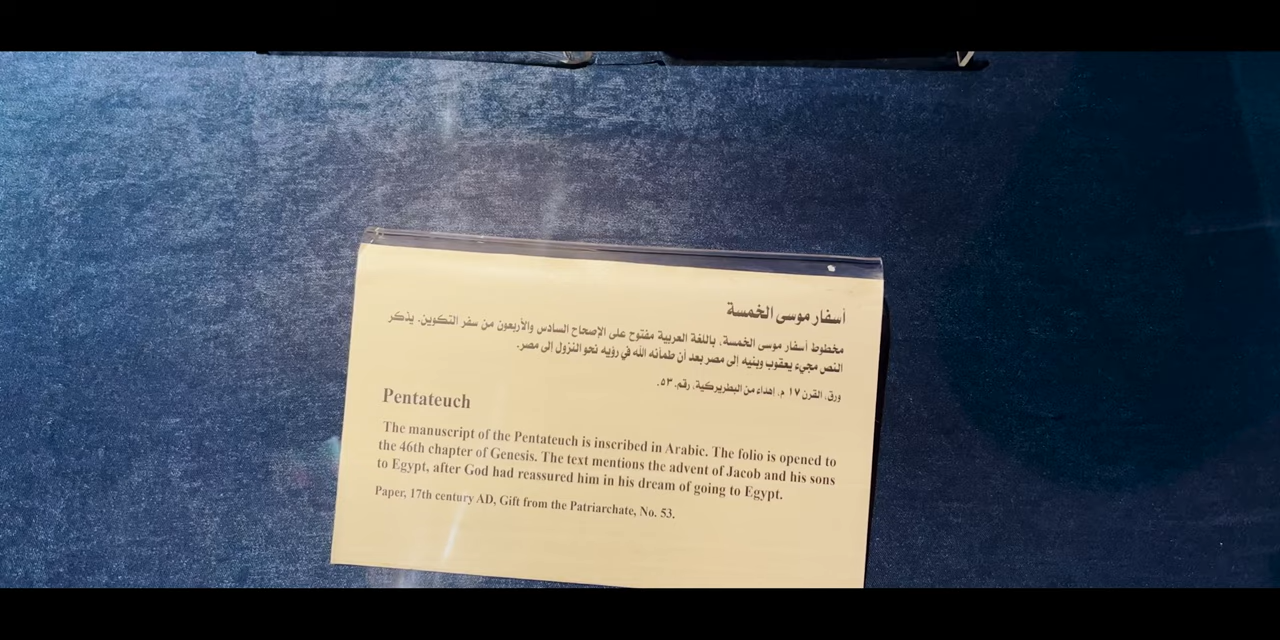 أسفار موسى الخمسة
مخطوط أسفار موسى الخمسة، باللغة العربية مفتوح على الإصحاح السادس والأربعون من سفر التكوين. يذكر
النص مجيء يعقوب وبنيه إلى مصر بعد أن طمأنه الله في رؤيه نحو النزول إلى مصر.
ورق، القرن ١٧ م، إهداء من البطريركية، رقم. ٥٣.
Pentateuch
The manuscript of the Pentateuch is inscribed in Arabic. The folio is opened to
the 46th chapter of Genesis. The text mentions the advent of Jacob and his sons
to Egypt, after God had reassured him in his dream of going to Egypt.
Paper, 17th century AD, Gift from the Patriarchate, No. 53.